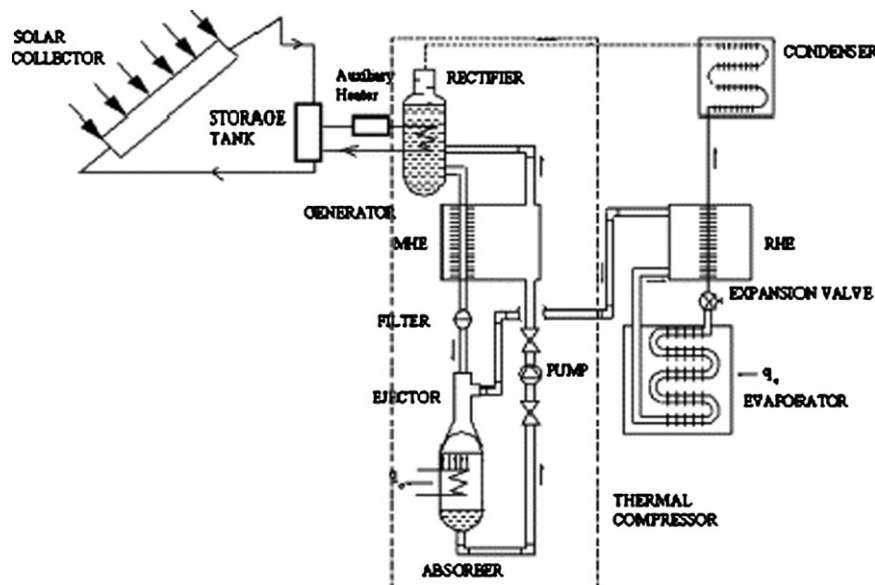 SOLAR
COLLECTOR
Auxiliary
Heater
RECTIFIER
CONDENSER
STORAGE
TANK
GENERATOR
MHE
RHE
EXPANSION VALVE
FILTER
PUMP
q
EJECTOR
EVAPORATOR
q
THERMAL
COMPRESSOR
ABSORBER